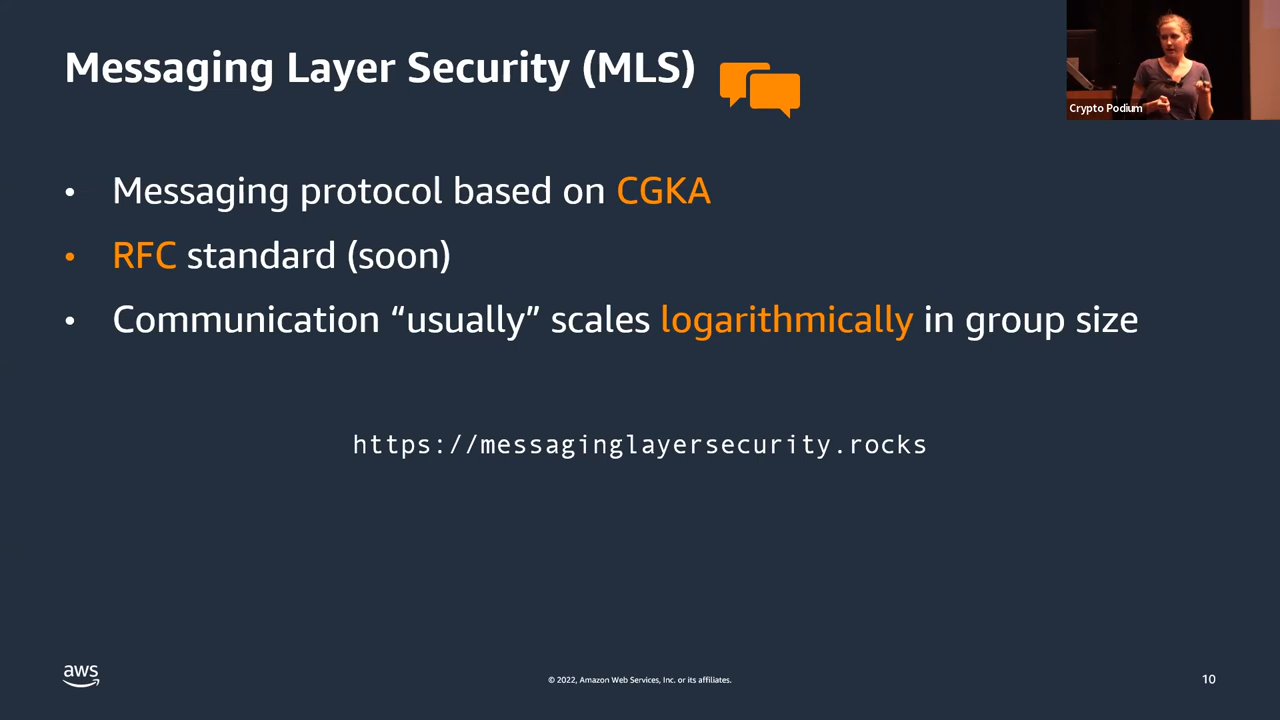 Messaging Layer Security (MLS)
Crypto Podium
• Messaging protocol based on CGKA
• RFC standard (soon)
• Communication “usually” scales logarithmically in group size
https://messaginglayersecurity.rocks
aws
© 2022, Amazon Web Services, Inc. or its affiliates.
10